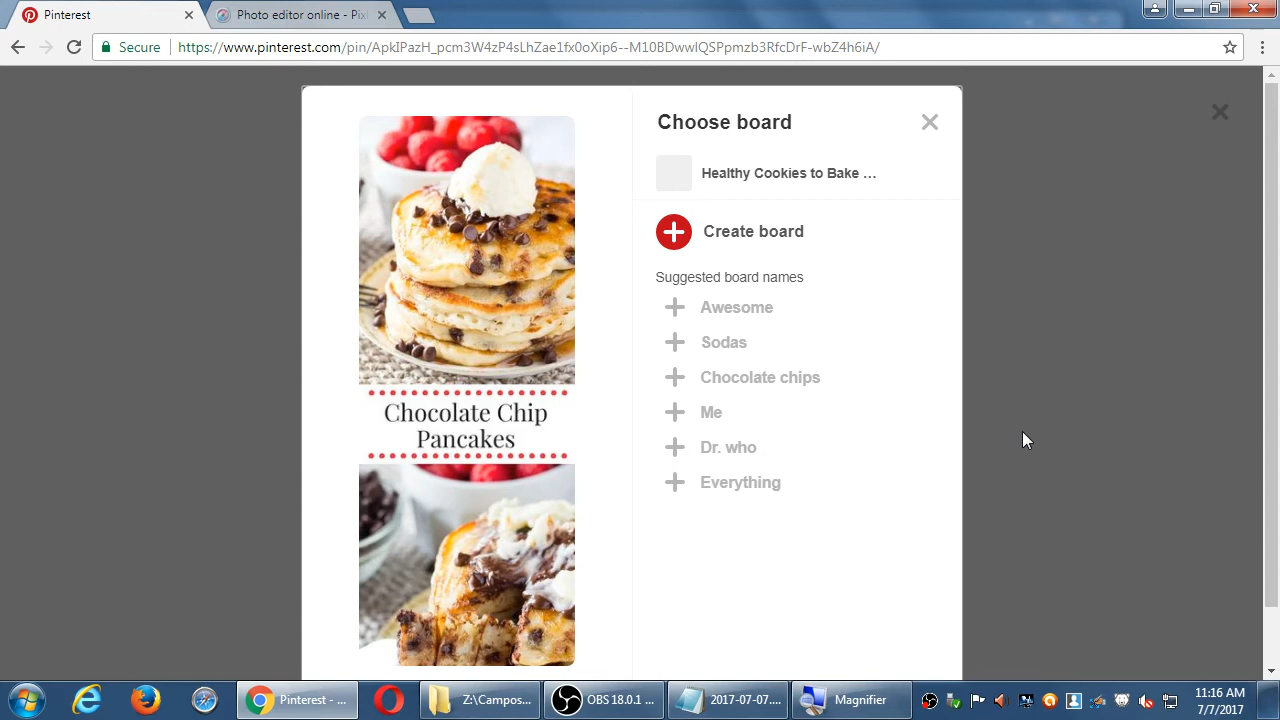 Pinterest
Photo editor online - Pixl
Secure
https://www.pinterest.com/pin/ApkIPazH_pcm3W4zP4sLhZae1fx0oXip6--M10BDwwlQSPpmzb3RfcDrF-wbZ4h6iA/
Choose board
Healthy Cookies to Bake ...
Create board
Suggested board names
Awesome
Sodas
Chocolate chips
Me
Dr. who
Everything
Chocolate Chip
Pancakes
Pinterest - ...
Z:\Campos...
OBS 18.0.1 ...
2017-07-07....
Magnifier
11:16 AM
7/7/2017